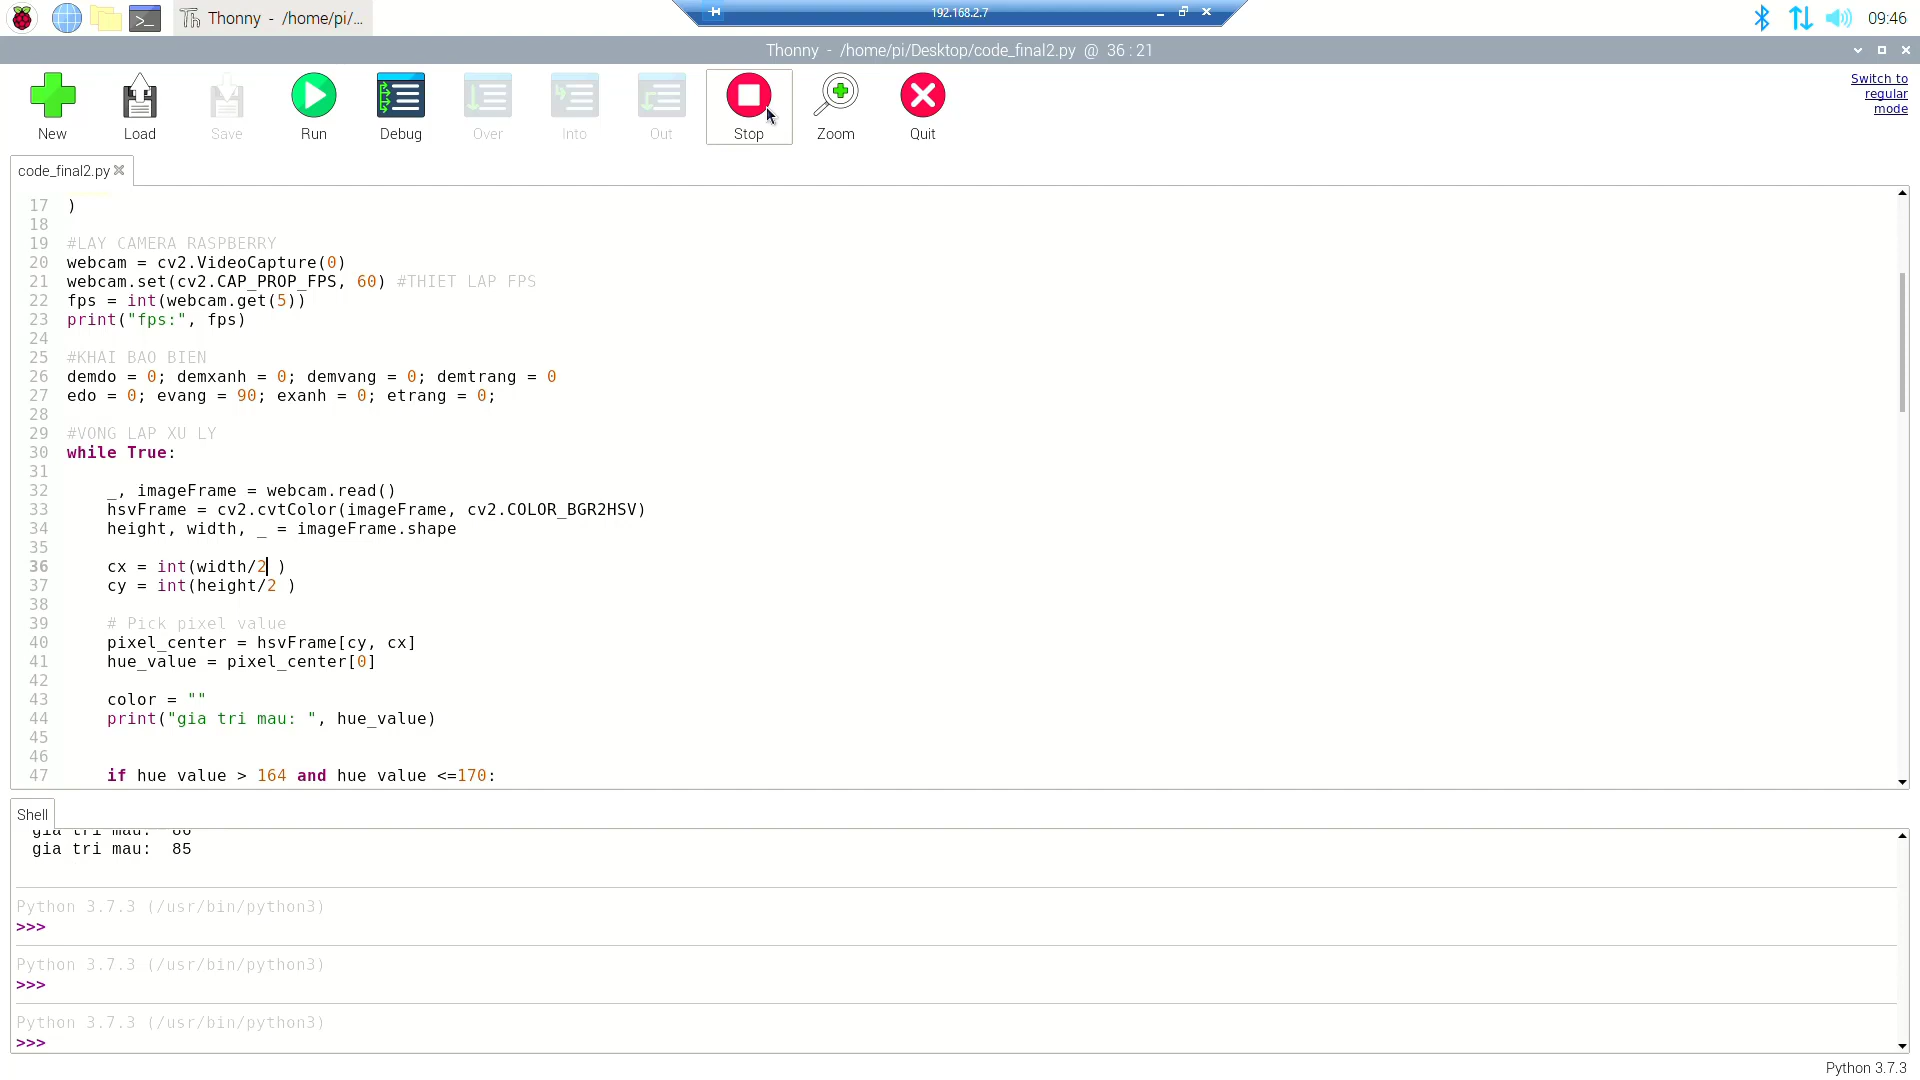 Thonny - /home/pi/...
192.168.2.7
09:46
Thonny - /home/pi/Desktop/code_final2.py @ 36 : 21
New
Load
Save
Run
Debug
Over
Into
Out
Stop
Zoom
Quit
Switch to
regular
mode
code_final2.py
17 )
18
19 #LAY CAMERA RASPBERRY
20 webcam = cv2.VideoCapture(0)
21 webcam.set(cv2.CAP_PROP_FPS, 60) #THIET LAP FPS
22 fps = int(webcam.get(5))
23 print("fps:", fps)
24
25 #KHAI BAO BIEN
26 demdo = 0; demxanh = 0; demvang = 0; demtrang = 0
27 edo = 0; evang = 90; exanh = 0; etrang = 0;
28
29 #VONG LAP XU LY
30 while True:
31
32     _, imageFrame = webcam.read()
33     hsvFrame = cv2.cvtColor(imageFrame, cv2.COLOR_BGR2HSV)
34     height, width, _ = imageFrame.shape
35
36     cx = int(width/2 )
37     cy = int(height/2 )
38
39     # Pick pixel value
40     pixel_center = hsvFrame[cy, cx]
41     hue_value = pixel_center[0]
42
43     color = ""
44     print("gia tri mau: ", hue_value)
45
46
47     if hue_value > 164 and hue_value <=170:
Shell
gia tri mau:  86
gia tri mau:  85
Python 3.7.3 (/usr/bin/python3)
>>>
Python 3.7.3 (/usr/bin/python3)
>>>
Python 3.7.3 (/usr/bin/python3)
>>>
Python 3.7.3